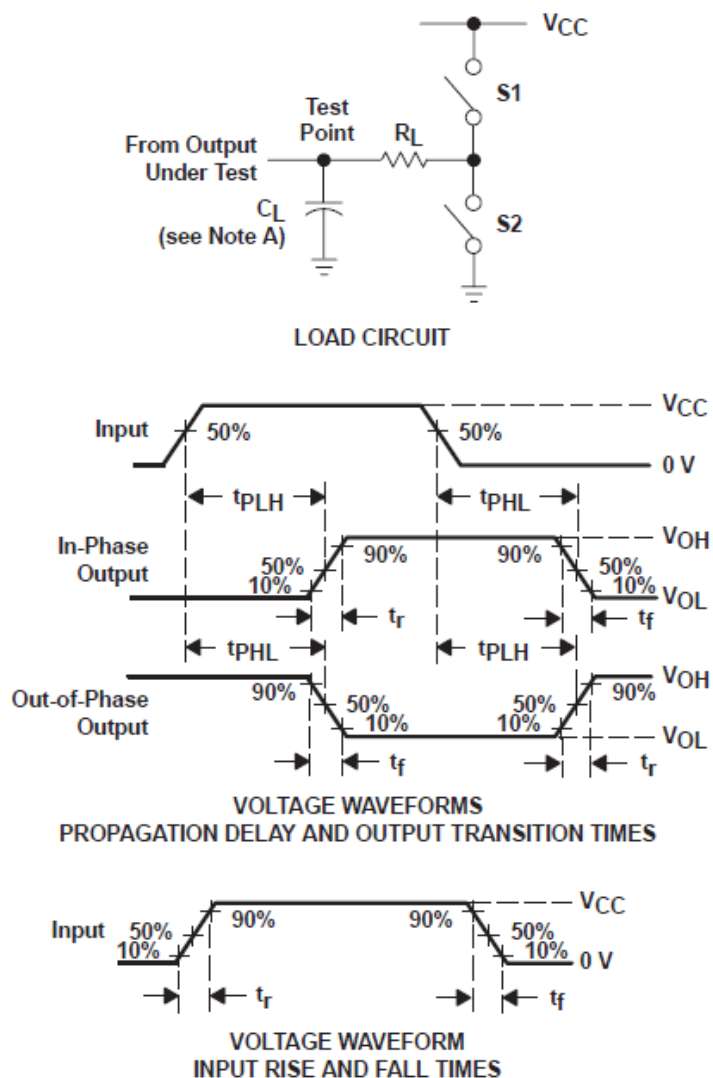 VCC
S1
Test
Point
RL
From Output
Under Test
CL
(see Note A)
S2
LOAD CIRCUIT
VCC
Input
50%
50%
0 V
tPLH
tPHL
In-Phase
Output
VOH
90%
90%
50%
50%
10%
10%
VOL
tr
tf
tPHL
tPLH
Out-of-Phase
Output
VOH
90%
90%
50%
50%
10%
10%
VOL
tf
tr
VOLTAGE WAVEFORMS
PROPAGATION DELAY AND OUTPUT TRANSITION TIMES
VCC
Input
50%
90%
90%
50%
10%
10%
0 V
tr
tf
VOLTAGE WAVEFORM
INPUT RISE AND FALL TIMES